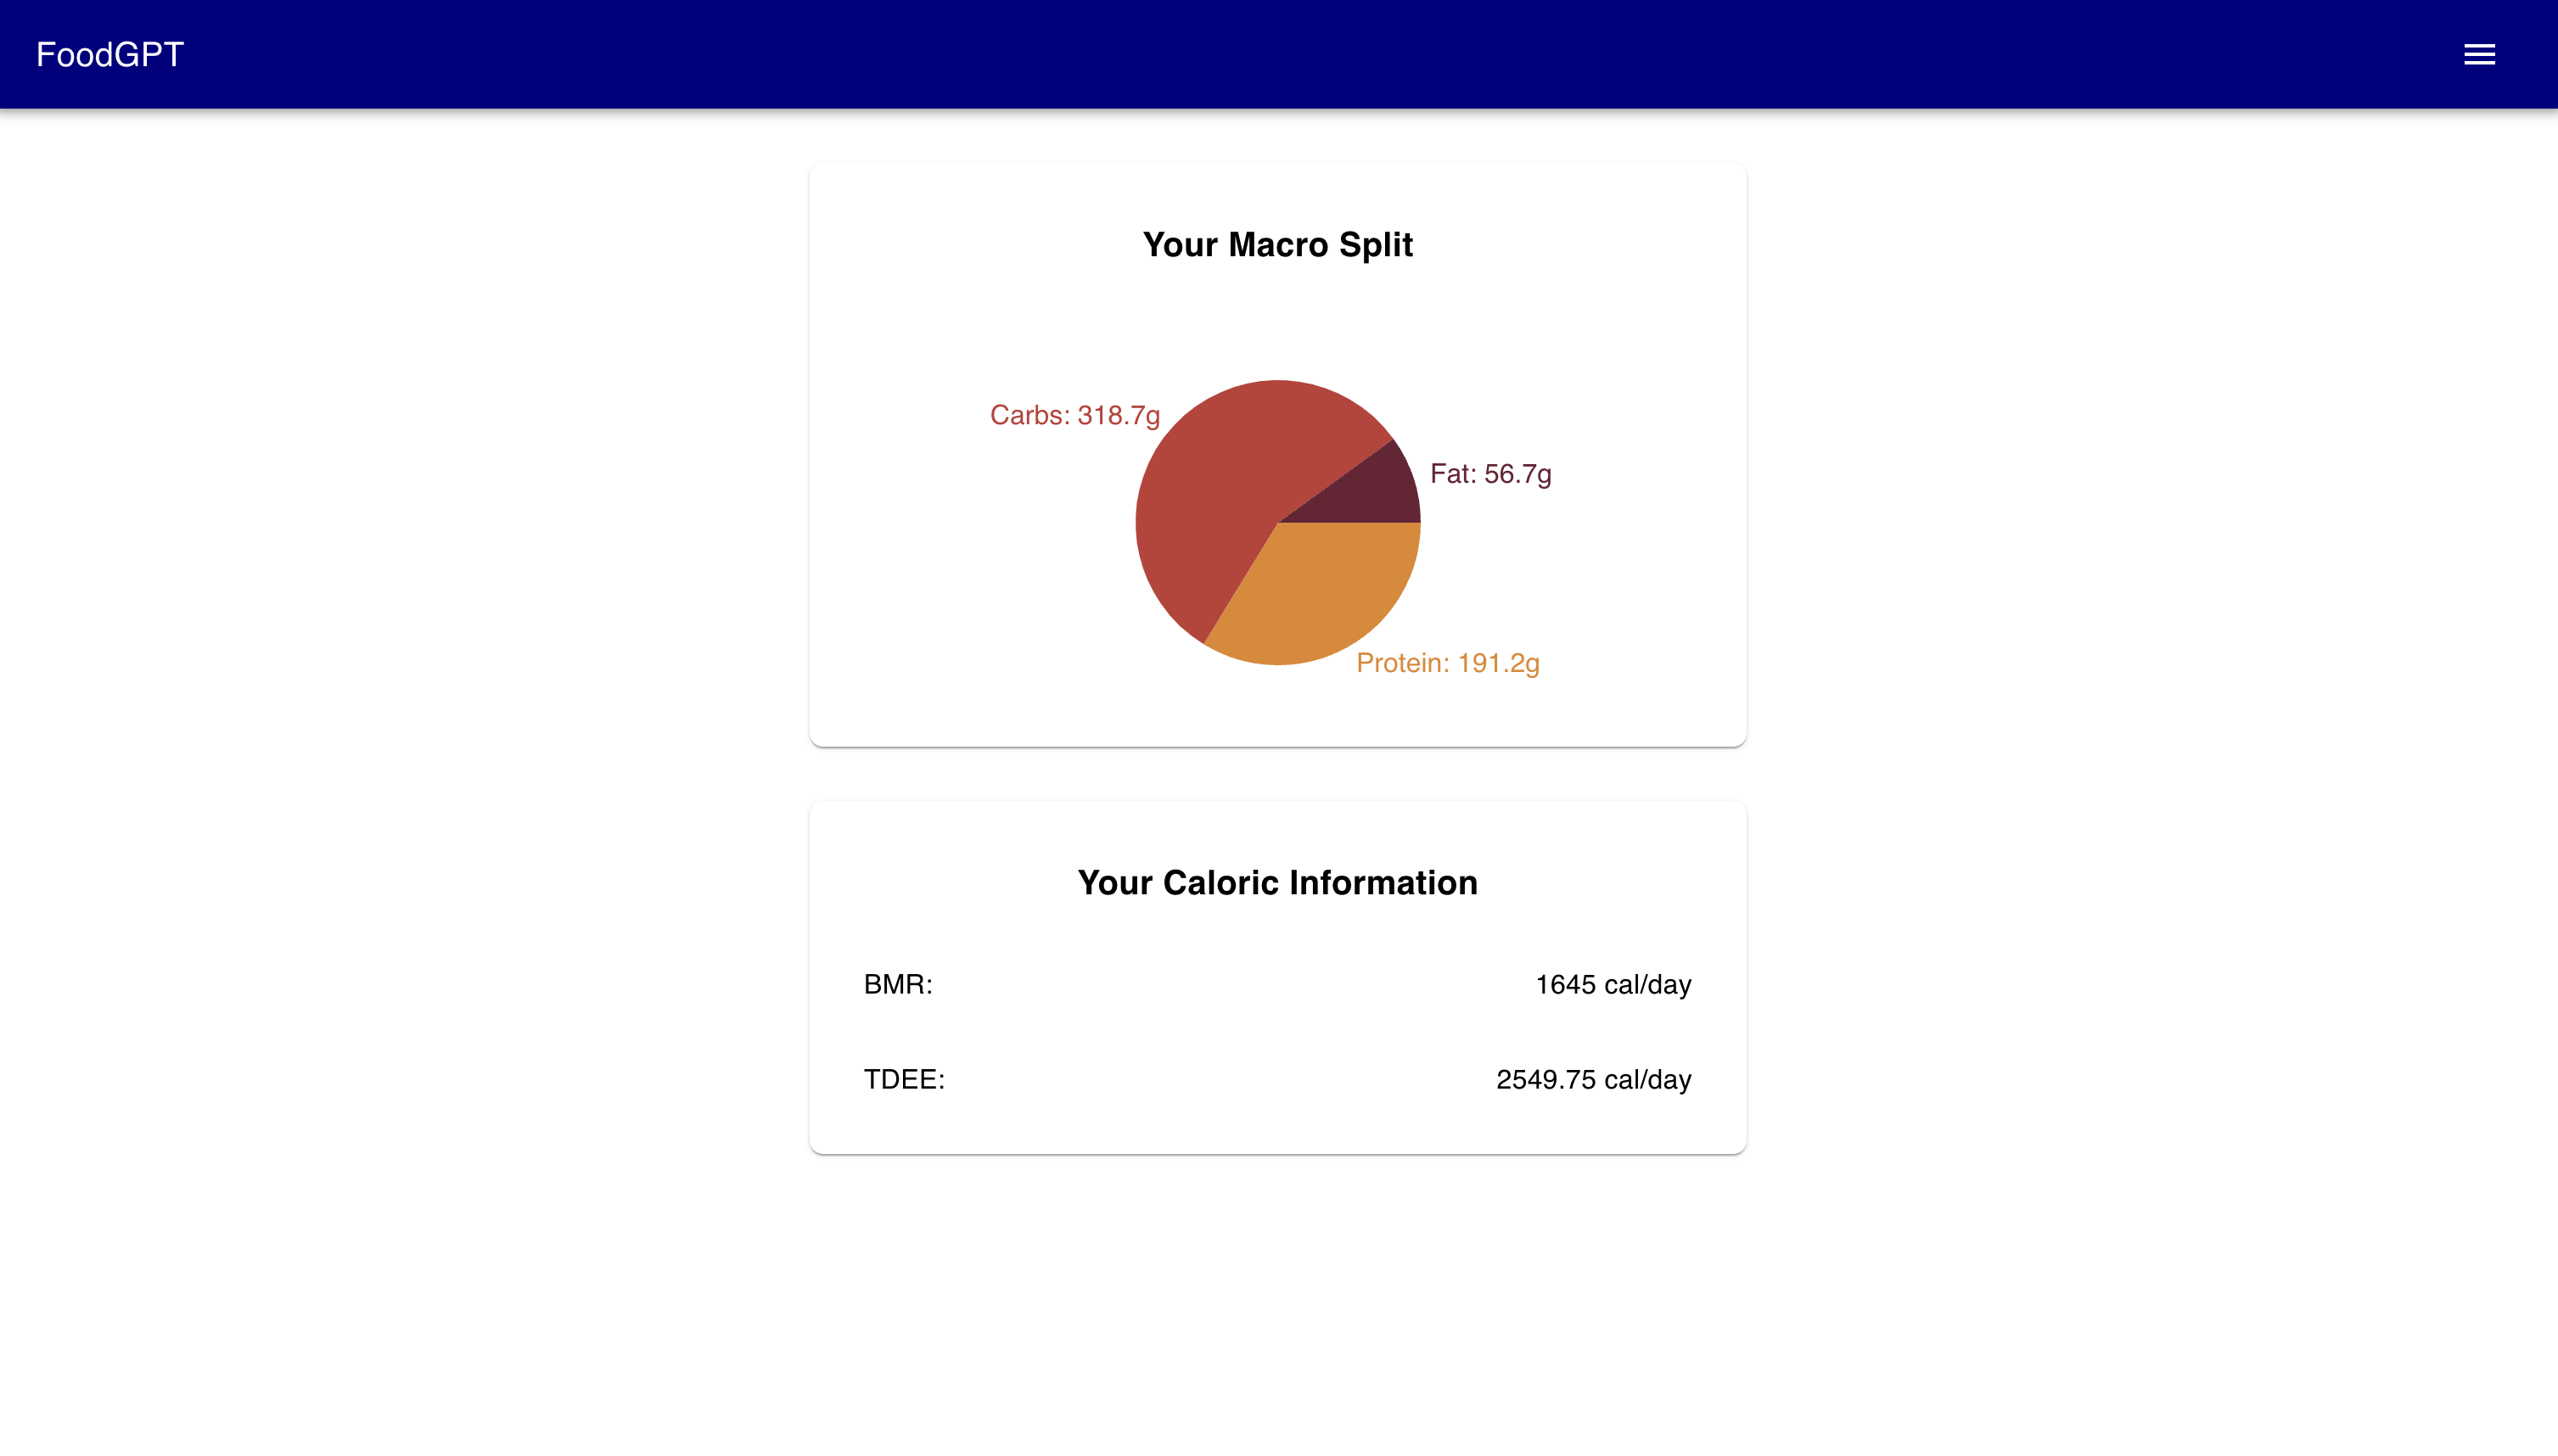 FoodGPT
Your Macro Split
Carbs: 318.7g
Fat: 56.7g
Protein: 191.2g
Your Caloric Information
BMR: 1645 cal/day
TDEE: 2549.75 cal/day